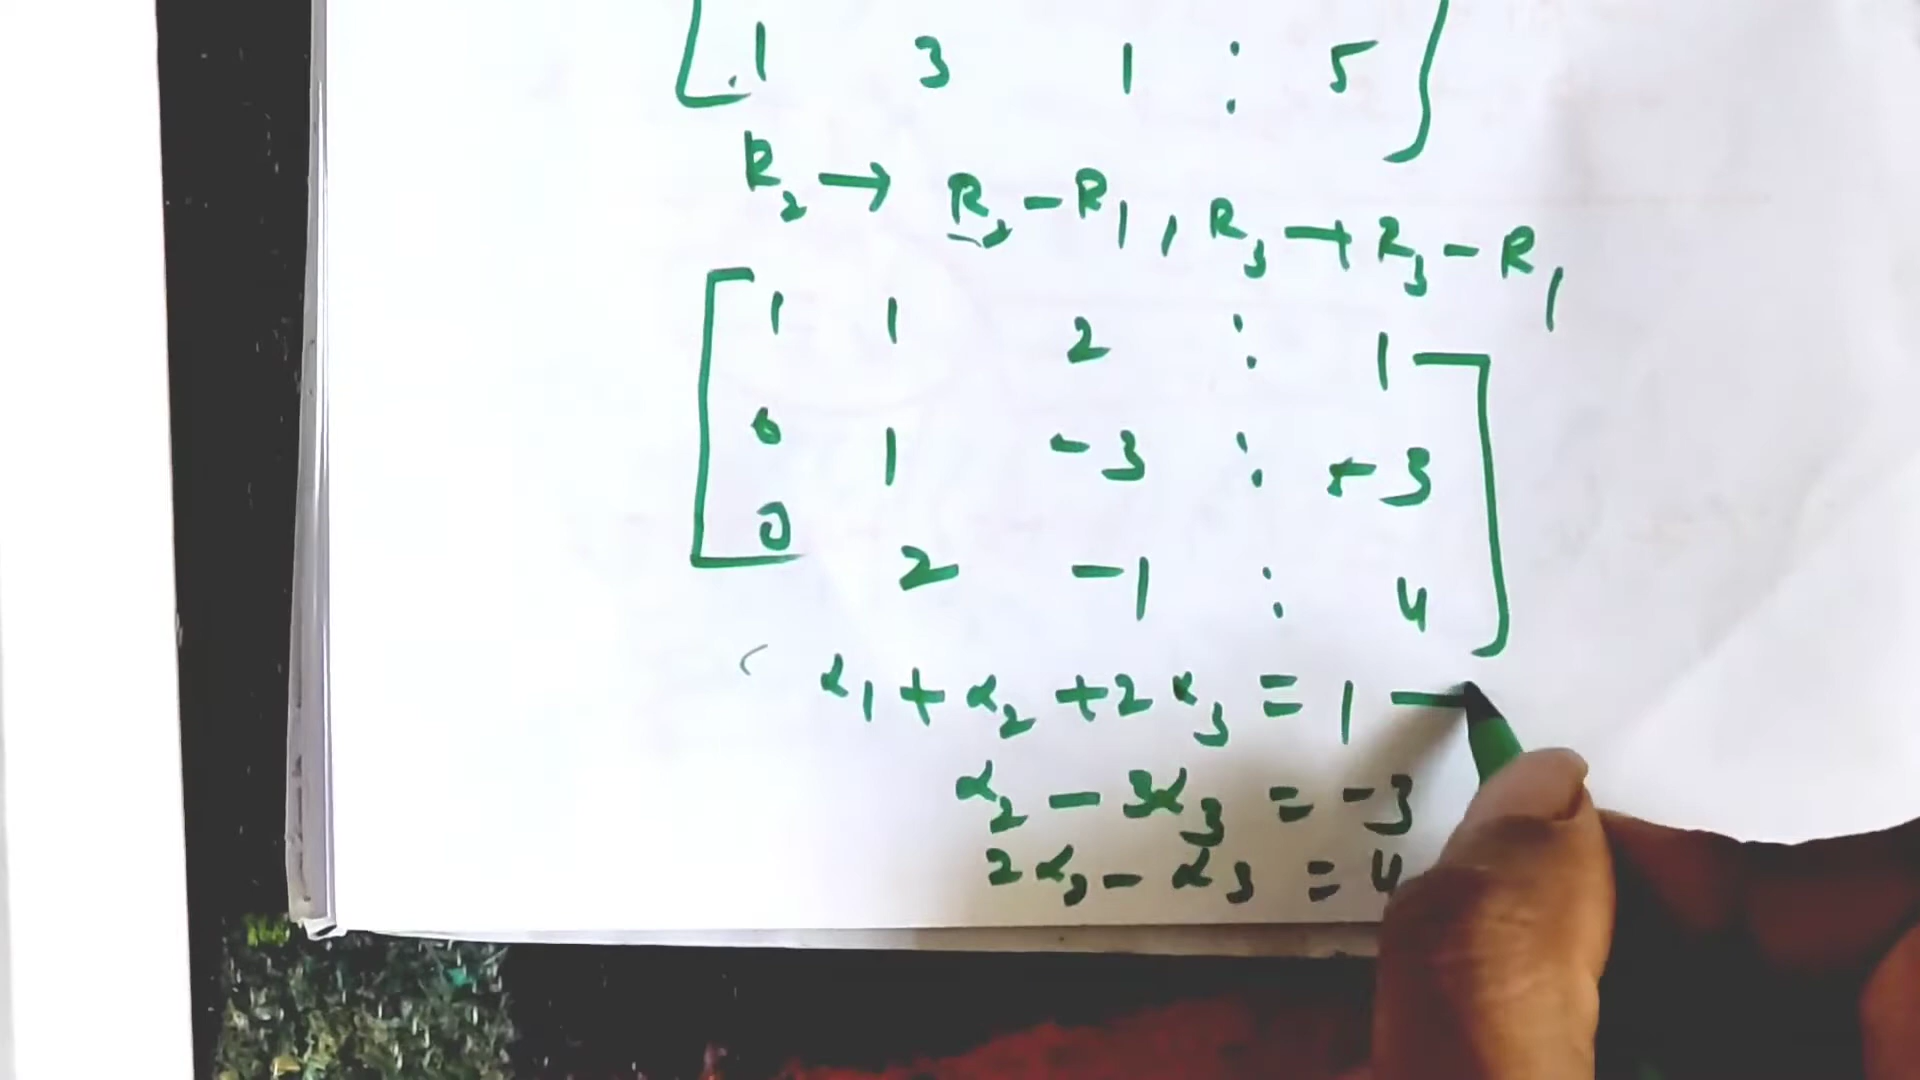 1 3 1 : 5
R₂ → R₂ - R₁, R₃ → R₃ - R₁
1 1 2 : 1
0 1 -3 : -3
0 2 -1 : 4
α₁ + α₂ + 2α₃ = 1 —
α₂ - 3α₃ = -3
2α₂ - α₃ = 4